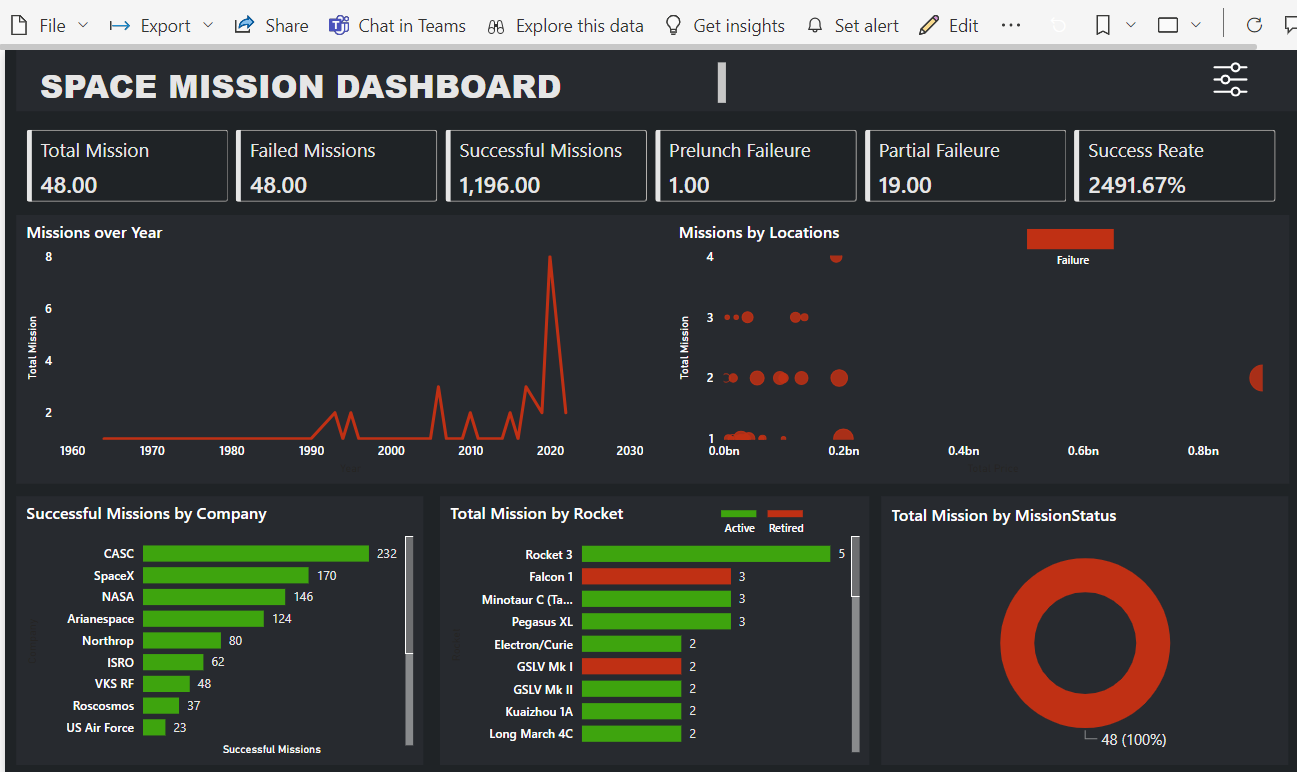 File Export Share Chat in Teams Explore this data Get insights Set alert Edit ...
SPACE MISSION DASHBOARD
Total Mission
48.00
Failed Missions
48.00
Successful Missions
1,196.00
Prelunch Faileure
1.00
Partial Faileure
19.00
Success Reate
2491.67%
Missions over Year
Total Mission
8
6
4
2
1960 1970 1980 1990 2000 2010 2020 2030
Year
Missions by Locations
Failure
Total Mission
4
3
2
1
0.0bn 0.2bn 0.4bn 0.6bn 0.8bn
Successful Missions by Company
CASC 232
SpaceX 170
NASA 146
Arianespace 124
Northrop 80
ISRO 62
VKS RF 48
Roscosmos 37
US Air Force 23
Successful Missions
Total Mission by Rocket
Active Retired
Rocket 3 5
Falcon 1 3
Minotaur C (Ta... 3
Pegasus XL 3
Electron/Curie 2
GSLV Mk I 2
GSLV Mk II 2
Kuaizhou 1A 2
Long March 4C 2
Total Mission by MissionStatus
48 (100%)